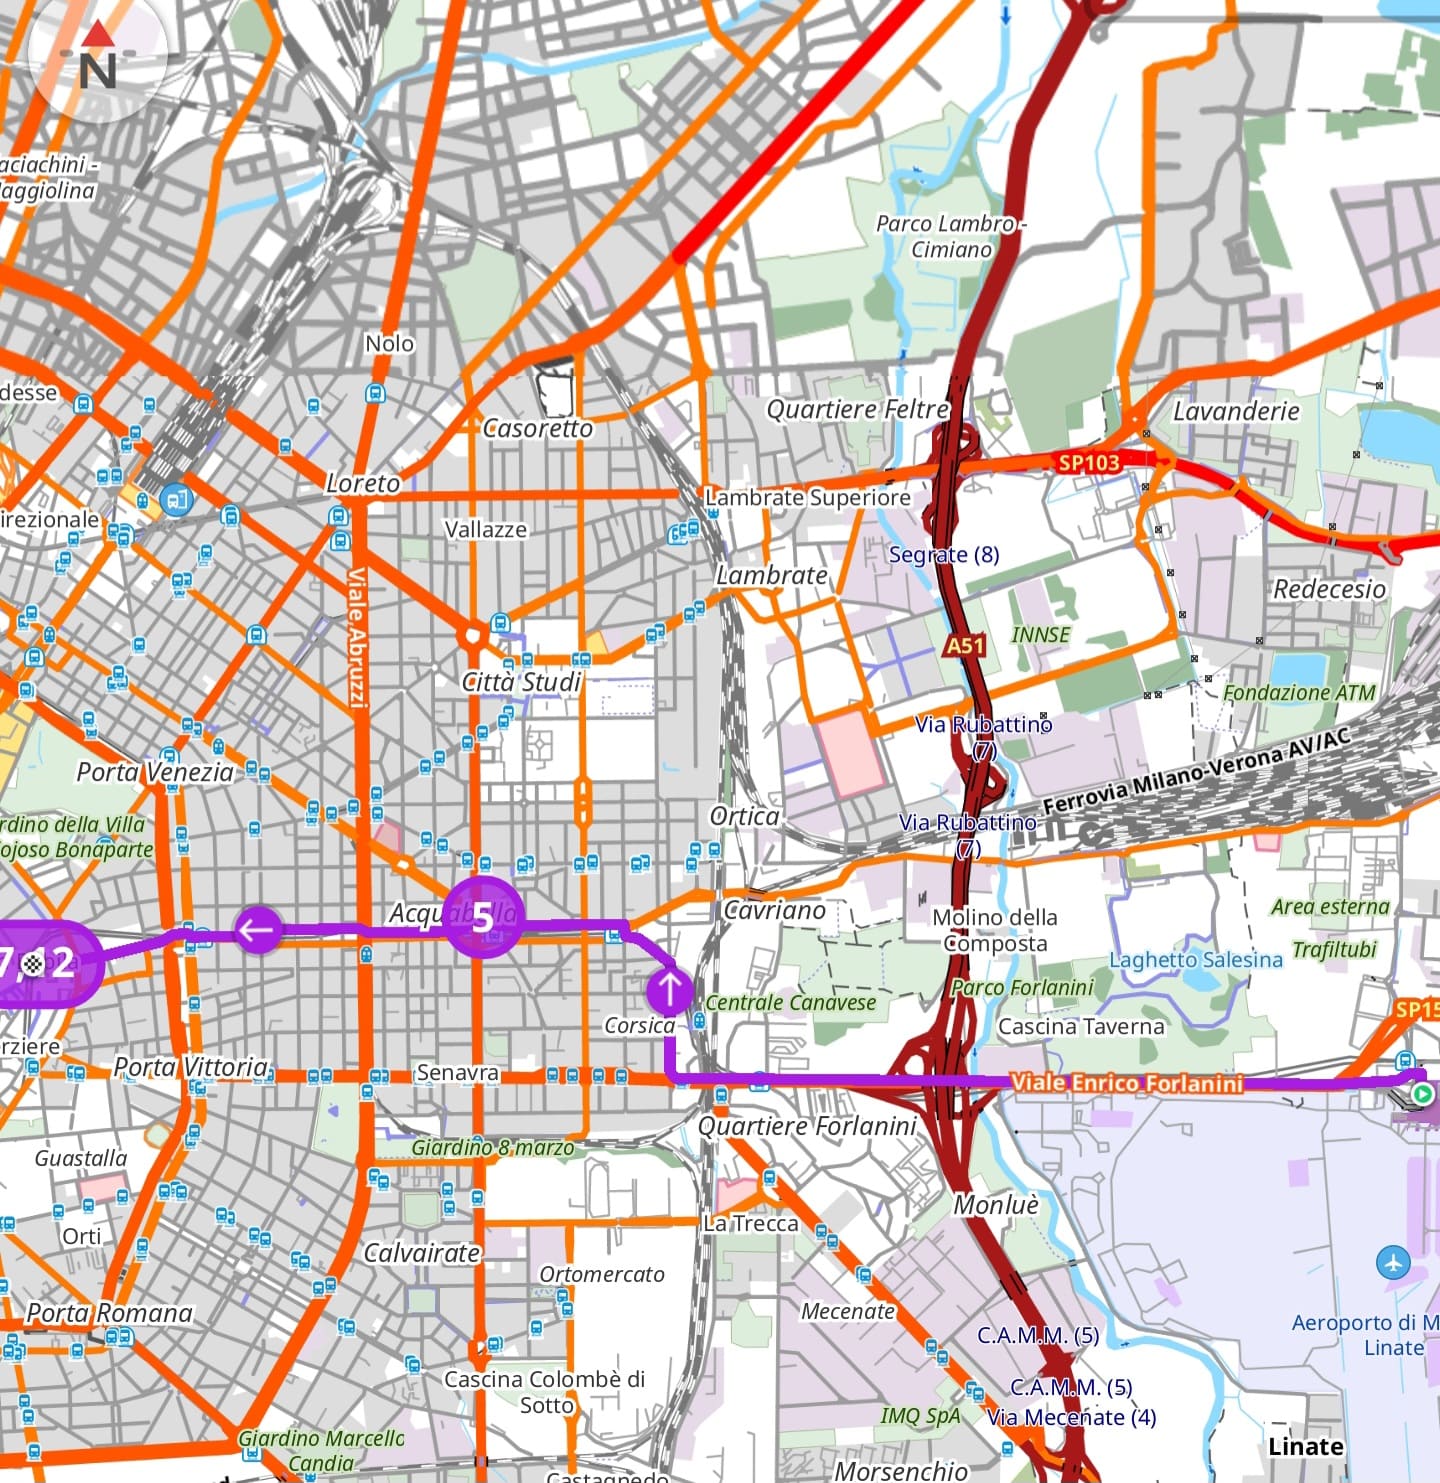 N
aciachini -
laggiolina
Parco Lambro -
Cimiano
Nolo
desse
Casoretto
Quartiere Feltre
Lavanderie
SP103
Loreto
Lambrate Superiore
irezionale
Vallazze
Segrate (8)
Lambrate
Redecesio
Viale Abruzzi
A51
INNSE
Città Studi
Fondazione ATM
Via Rubattino
(7)
Porta Venezia
Ferrovia Milano-Verona AV/AC
Ortica
Via Rubattino
(7)
rdino della Villa
ojoso Bonaparte
Acquabella
5
Cavriano
Molino della
Composta
Area esterna
Trafiltubi
7,12
Laghetto Salesina
Parco Forlanini
Centrale Canavese
SP15
Corsica
Cascina Taverna
erziere
Porta Vittoria
Senavra
Viale Enrico Forlanini
Quartiere Forlanini
Giardino 8 marzo
Guastalla
Monluè
La Trecca
Orti
Calvairate
Ortomercato
Mecenate
Porta Romana
Aeroporto di M
Linate
C.A.M.M. (5)
Cascina Colombè di
Sotto
C.A.M.M. (5)
IMQ SpA
Via Mecenate (4)
Giardino Marcello
Candia
Linate
Morsenchio
Castagnedo